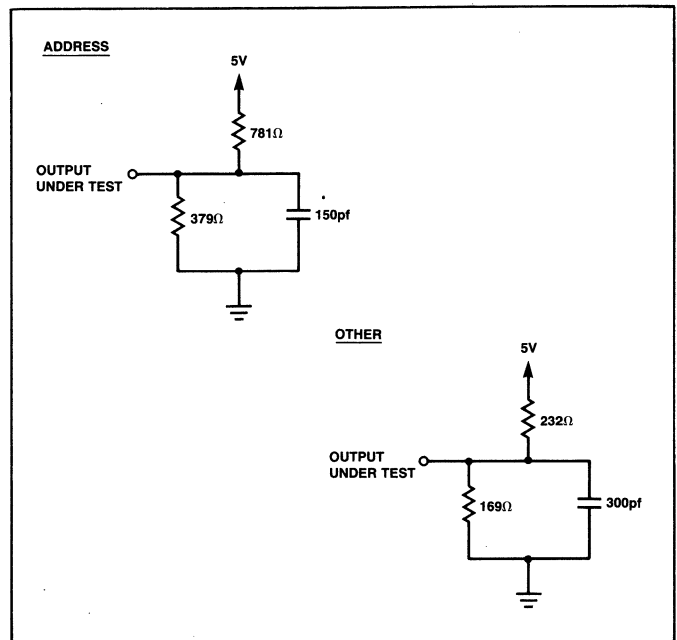 ADDRESS
5V
781Ω
OUTPUT
UNDER TEST
379Ω
150pf
OTHER
5V
232Ω
OUTPUT
UNDER TEST
169Ω
300pf